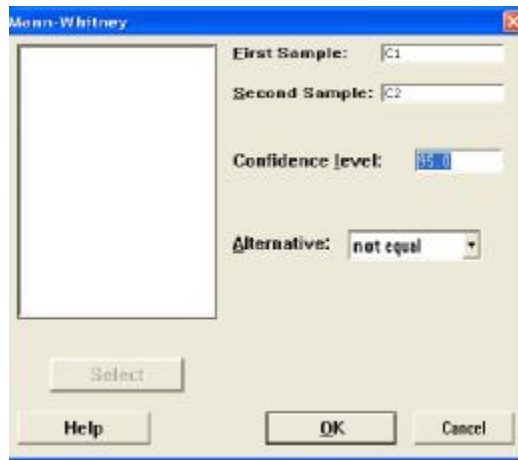 Mann-Whitney
First Sample: C1
Second Sample: C2
Confidence level: 95.0
Alternative: not equal
Select
Help
OK
Cancel